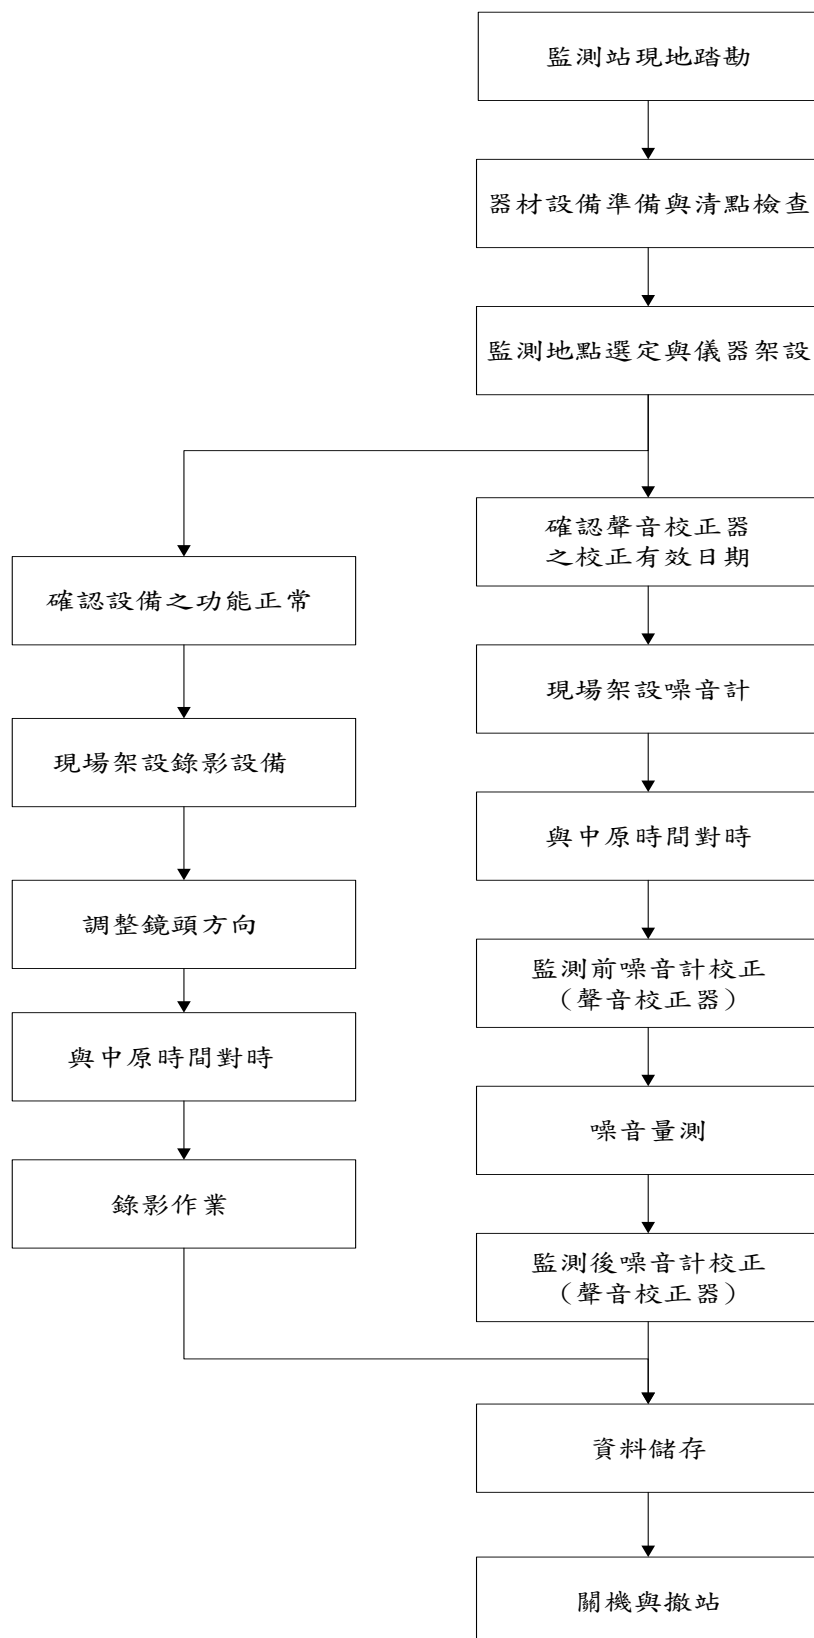 監測站現地踏勘
器材設備準備與清點檢查
監測地點選定與儀器架設
確認聲音校正器
之校正有效日期
確認設備之功能正常
現場架設噪音計
現場架設錄影設備
與中原時間對時
調整鏡頭方向
監測前噪音計校正
（聲音校正器）
與中原時間對時
噪音量測
錄影作業
監測後噪音計校正
（聲音校正器）
資料儲存
關機與撤站